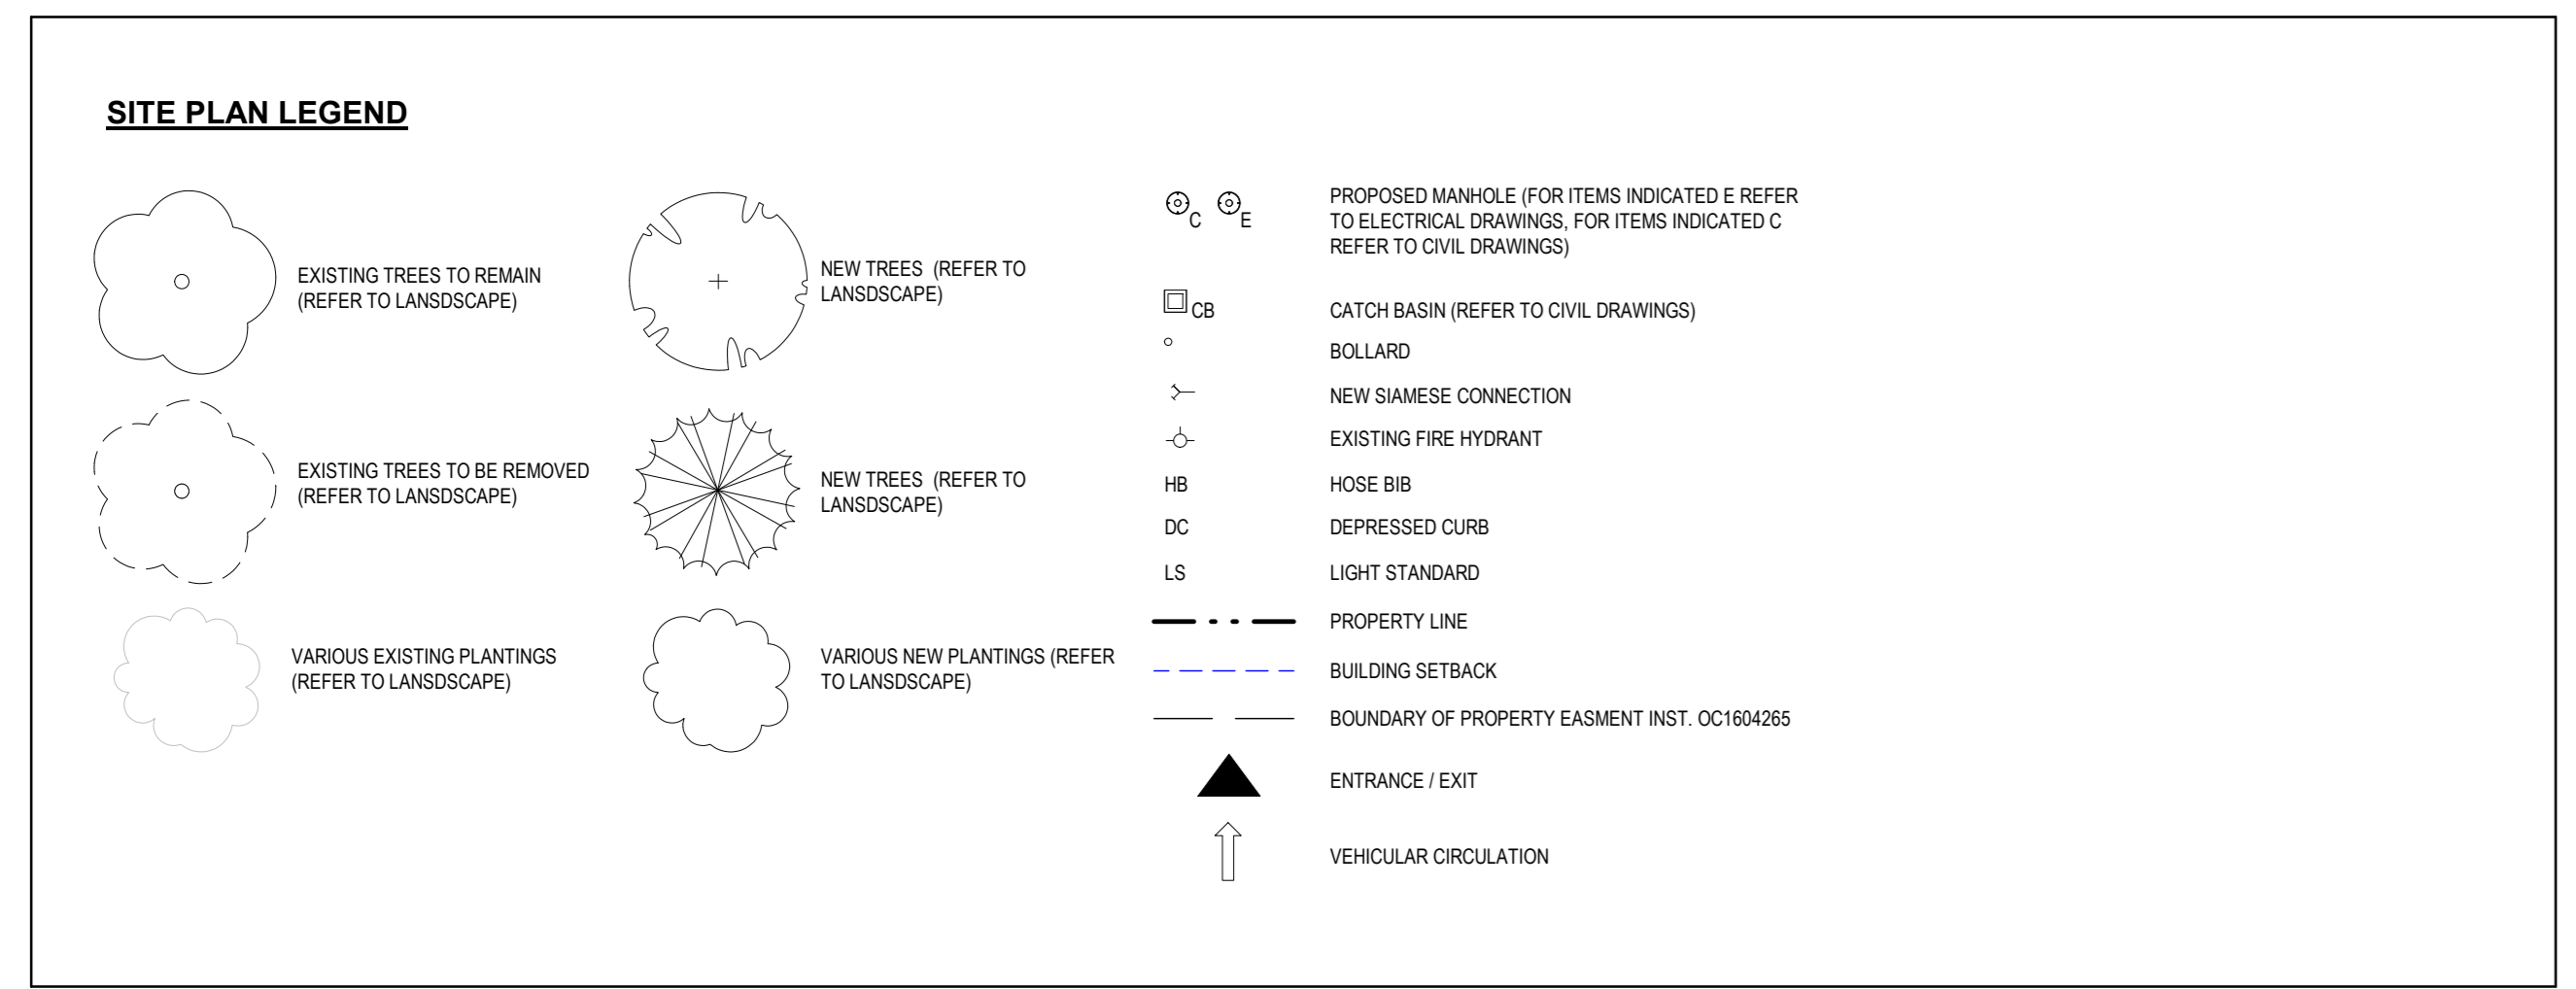 SITE PLAN LEGEND
EXISTING TREES TO REMAIN
(REFER TO LANSDSCAPE)
EXISTING TREES TO BE REMOVED
(REFER TO LANSDSCAPE)
VARIOUS EXISTING PLANTINGS
(REFER TO LANSDSCAPE)
NEW TREES (REFER TO
LANSDSCAPE)
NEW TREES (REFER TO
LANSDSCAPE)
VARIOUS NEW PLANTINGS (REFER
TO LANSDSCAPE)
C E
PROPOSED MANHOLE (FOR ITEMS INDICATED E REFER
TO ELECTRICAL DRAWINGS, FOR ITEMS INDICATED C
REFER TO CIVIL DRAWINGS)
CB CATCH BASIN (REFER TO CIVIL DRAWINGS)
BOLLARD
NEW SIAMESE CONNECTION
EXISTING FIRE HYDRANT
HB HOSE BIB
DC DEPRESSED CURB
LS LIGHT STANDARD
PROPERTY LINE
BUILDING SETBACK
BOUNDARY OF PROPERTY EASMENT INST. OC1604265
ENTRANCE / EXIT
VEHICULAR CIRCULATION